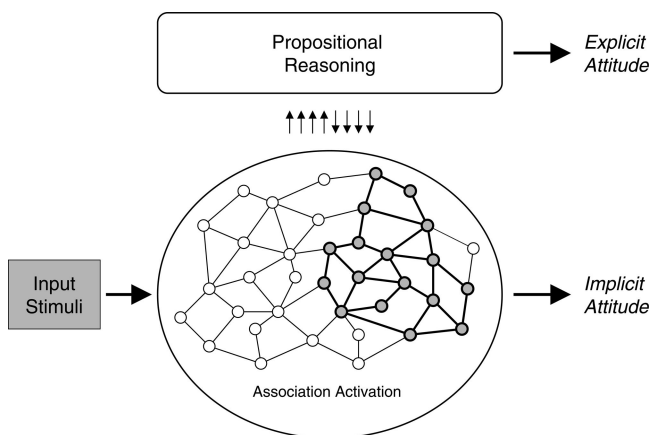 Propositional
Reasoning
Explicit
Attitude
Input
Stimuli
Implicit
Attitude
Association Activation